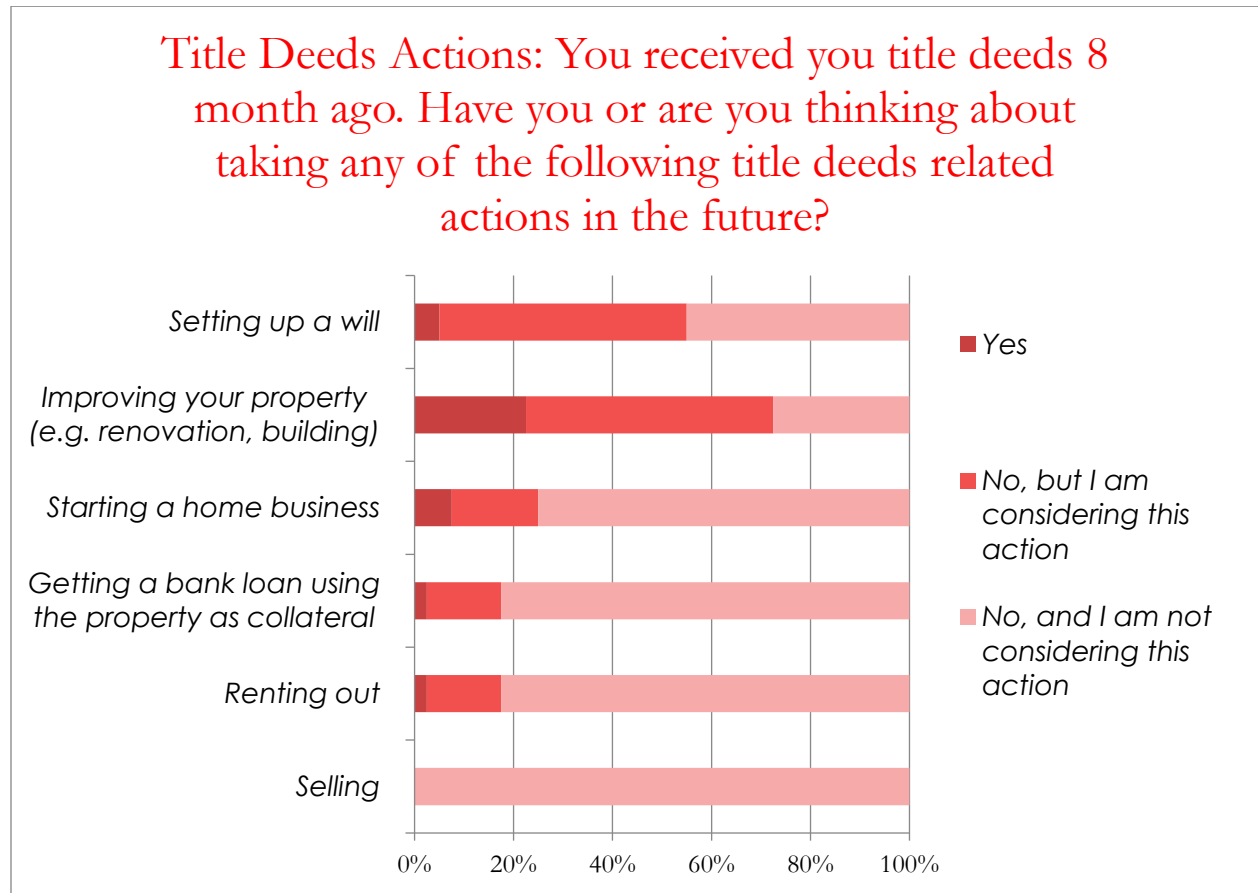 Title Deeds Actions: You received you title deeds 8
month ago. Have you or are you thinking about
taking any of the following title deeds related
actions in the future?
Setting up a will
Improving your property
(e.g. renovation, building)
Starting a home business
Getting a bank loan using
the property as collateral
Renting out
Selling
0% 20% 40% 60% 80% 100%
Yes
No, but I am
considering this
action
No, and I am not
considering this
action